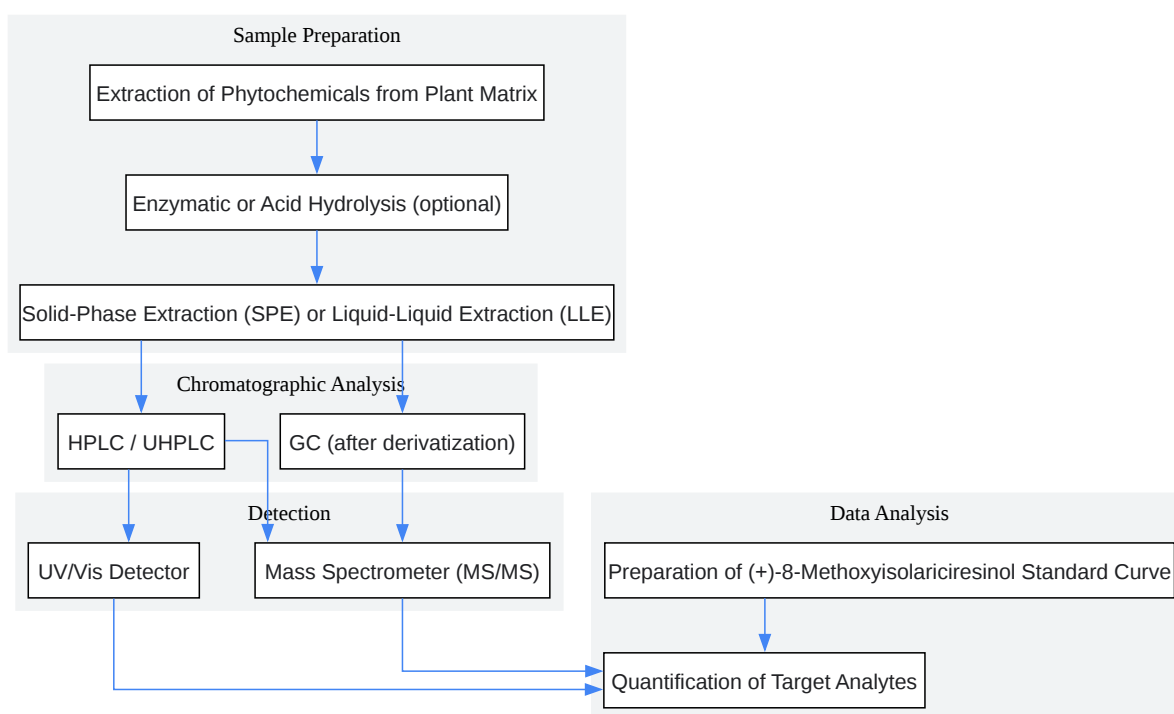 Sample Preparation
Extraction of Phytochemicals from Plant Matrix
Enzymatic or Acid Hydrolysis (optional)
Solid-Phase Extraction (SPE) or Liquid-Liquid Extraction (LLE)
Chromatographic Analysis
HPLC / UHPLC
GC (after derivatization)
Detection
UV/Vis Detector
Mass Spectrometer (MS/MS)
Data Analysis
Preparation of (+)-8-Methoxyisolariciresinol Standard Curve
Quantification of Target Analytes